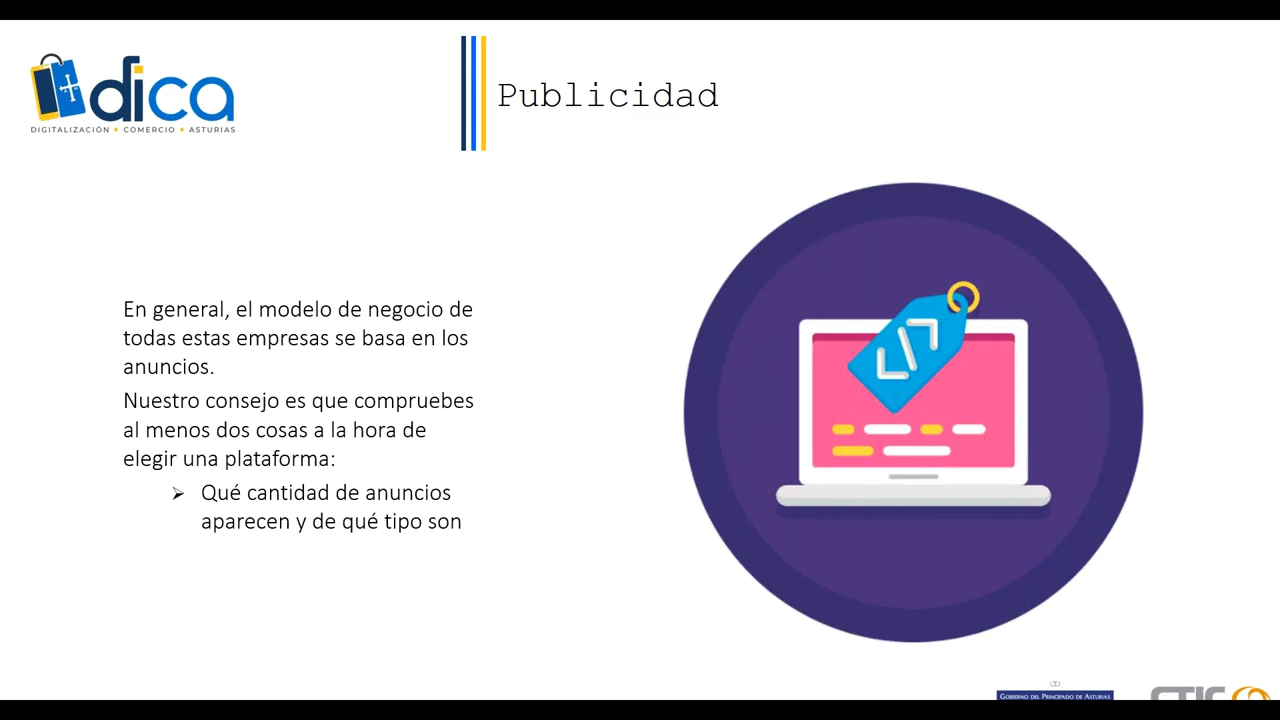 dica
DIGITALIZACIÓN • COMERCIO • ASTURIAS
Publicidad
En general, el modelo de negocio de
todas estas empresas se basa en los
anuncios.
Nuestro consejo es que compruebes
al menos dos cosas a la hora de
elegir una plataforma:
➢ Qué cantidad de anuncios
aparecen y de qué tipo son
</>
GOBIERNO DEL PRINCIPADO DE ASTURIAS